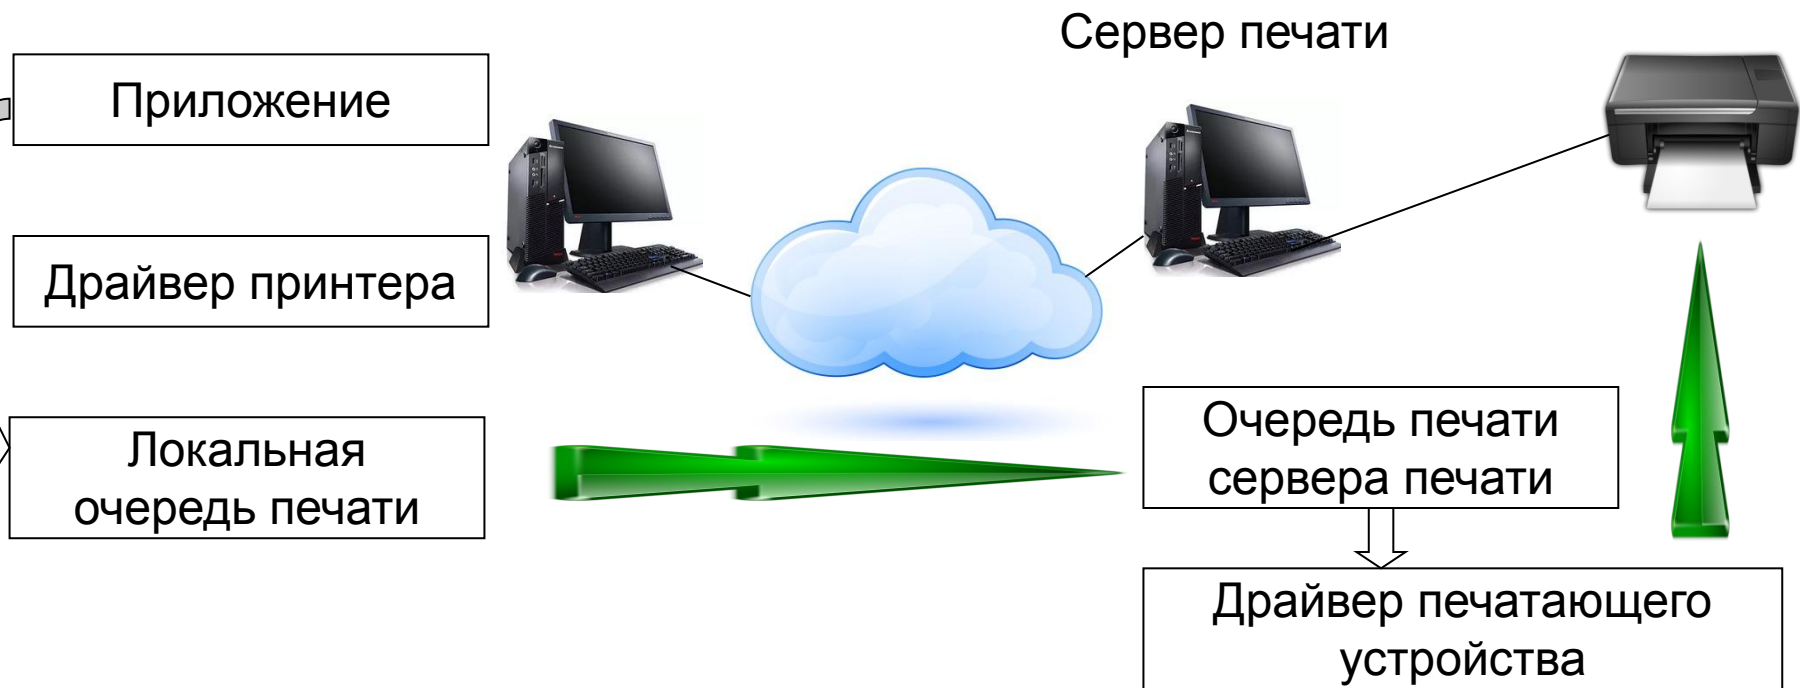 Сервер печати
Приложение
Драйвер принтера
Локальная
очередь печати
Очередь печати
сервера печати
Драйвер печатающего
устройства